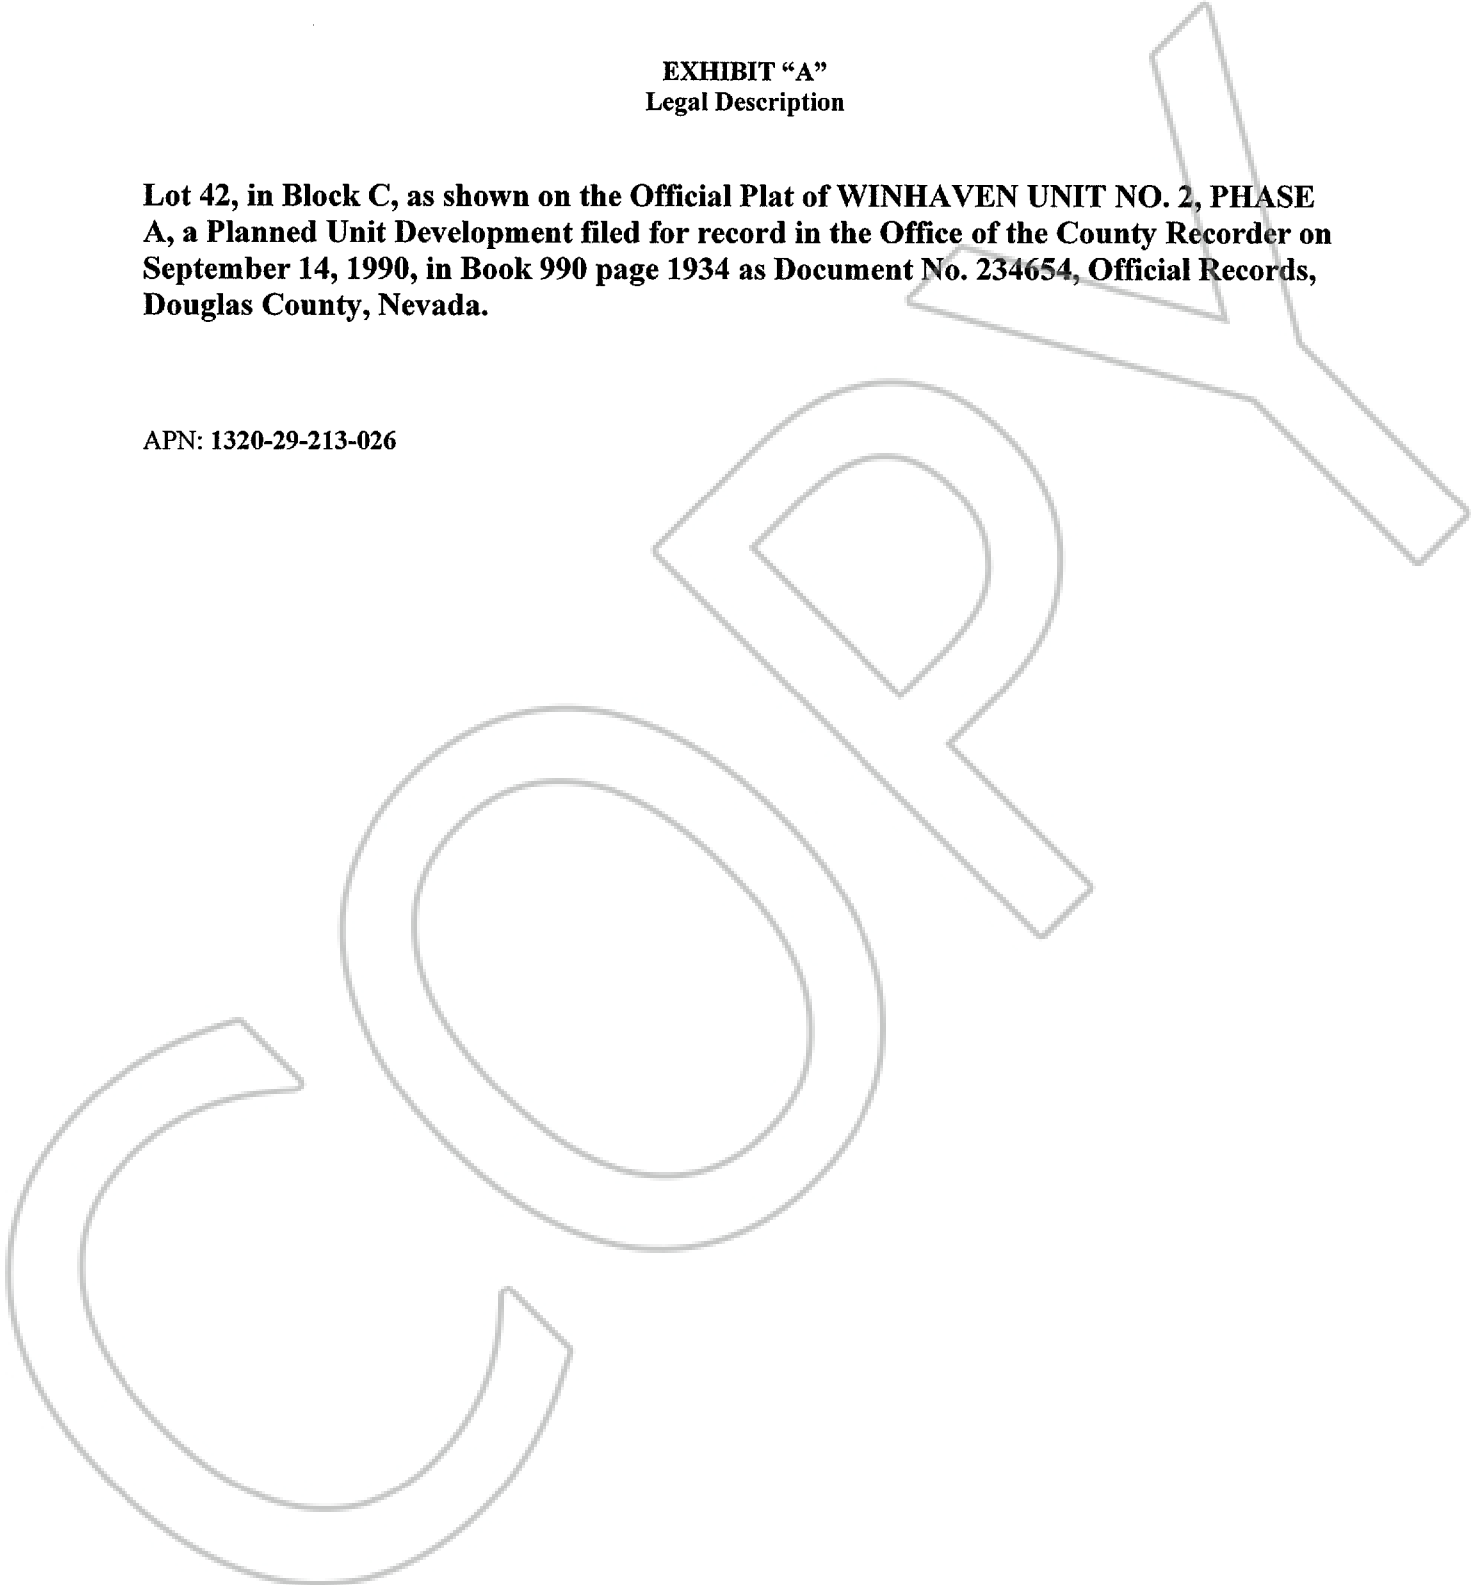 EXHIBIT “A”
Legal Description
Lot 42, in Block C, as shown on the Official Plat of WINHAVEN UNIT NO. 2, PHASE
A, a Planned Unit Development filed for record in the Office of the County Recorder on
September 14, 1990, in Book 990 page 1934 as Document No. 234654, Official Records,
Douglas County, Nevada.
APN: 1320-29-213-026
COPY